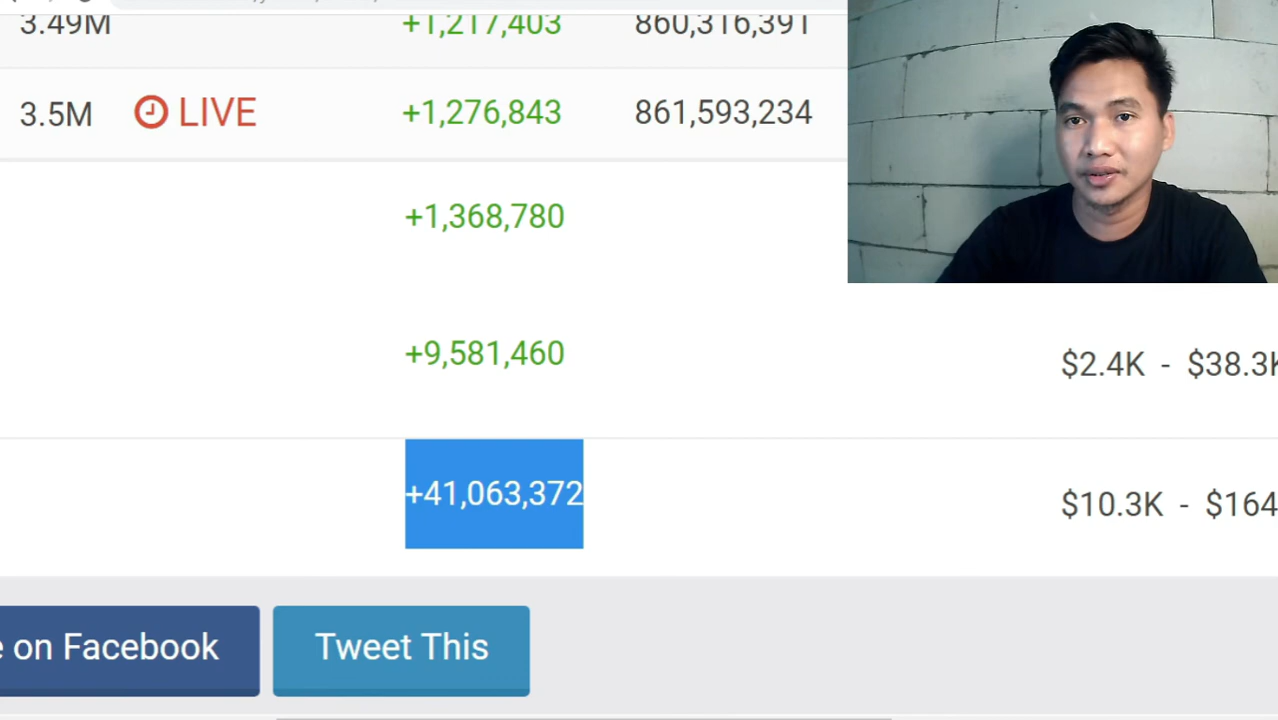 3.49M +1,217,403 860,316,391
3.5M LIVE +1,276,843 861,593,234
+1,368,780
+9,581,460 $2.4K - $38.3K
+41,063,372 $10.3K - $164
on Facebook Tweet This